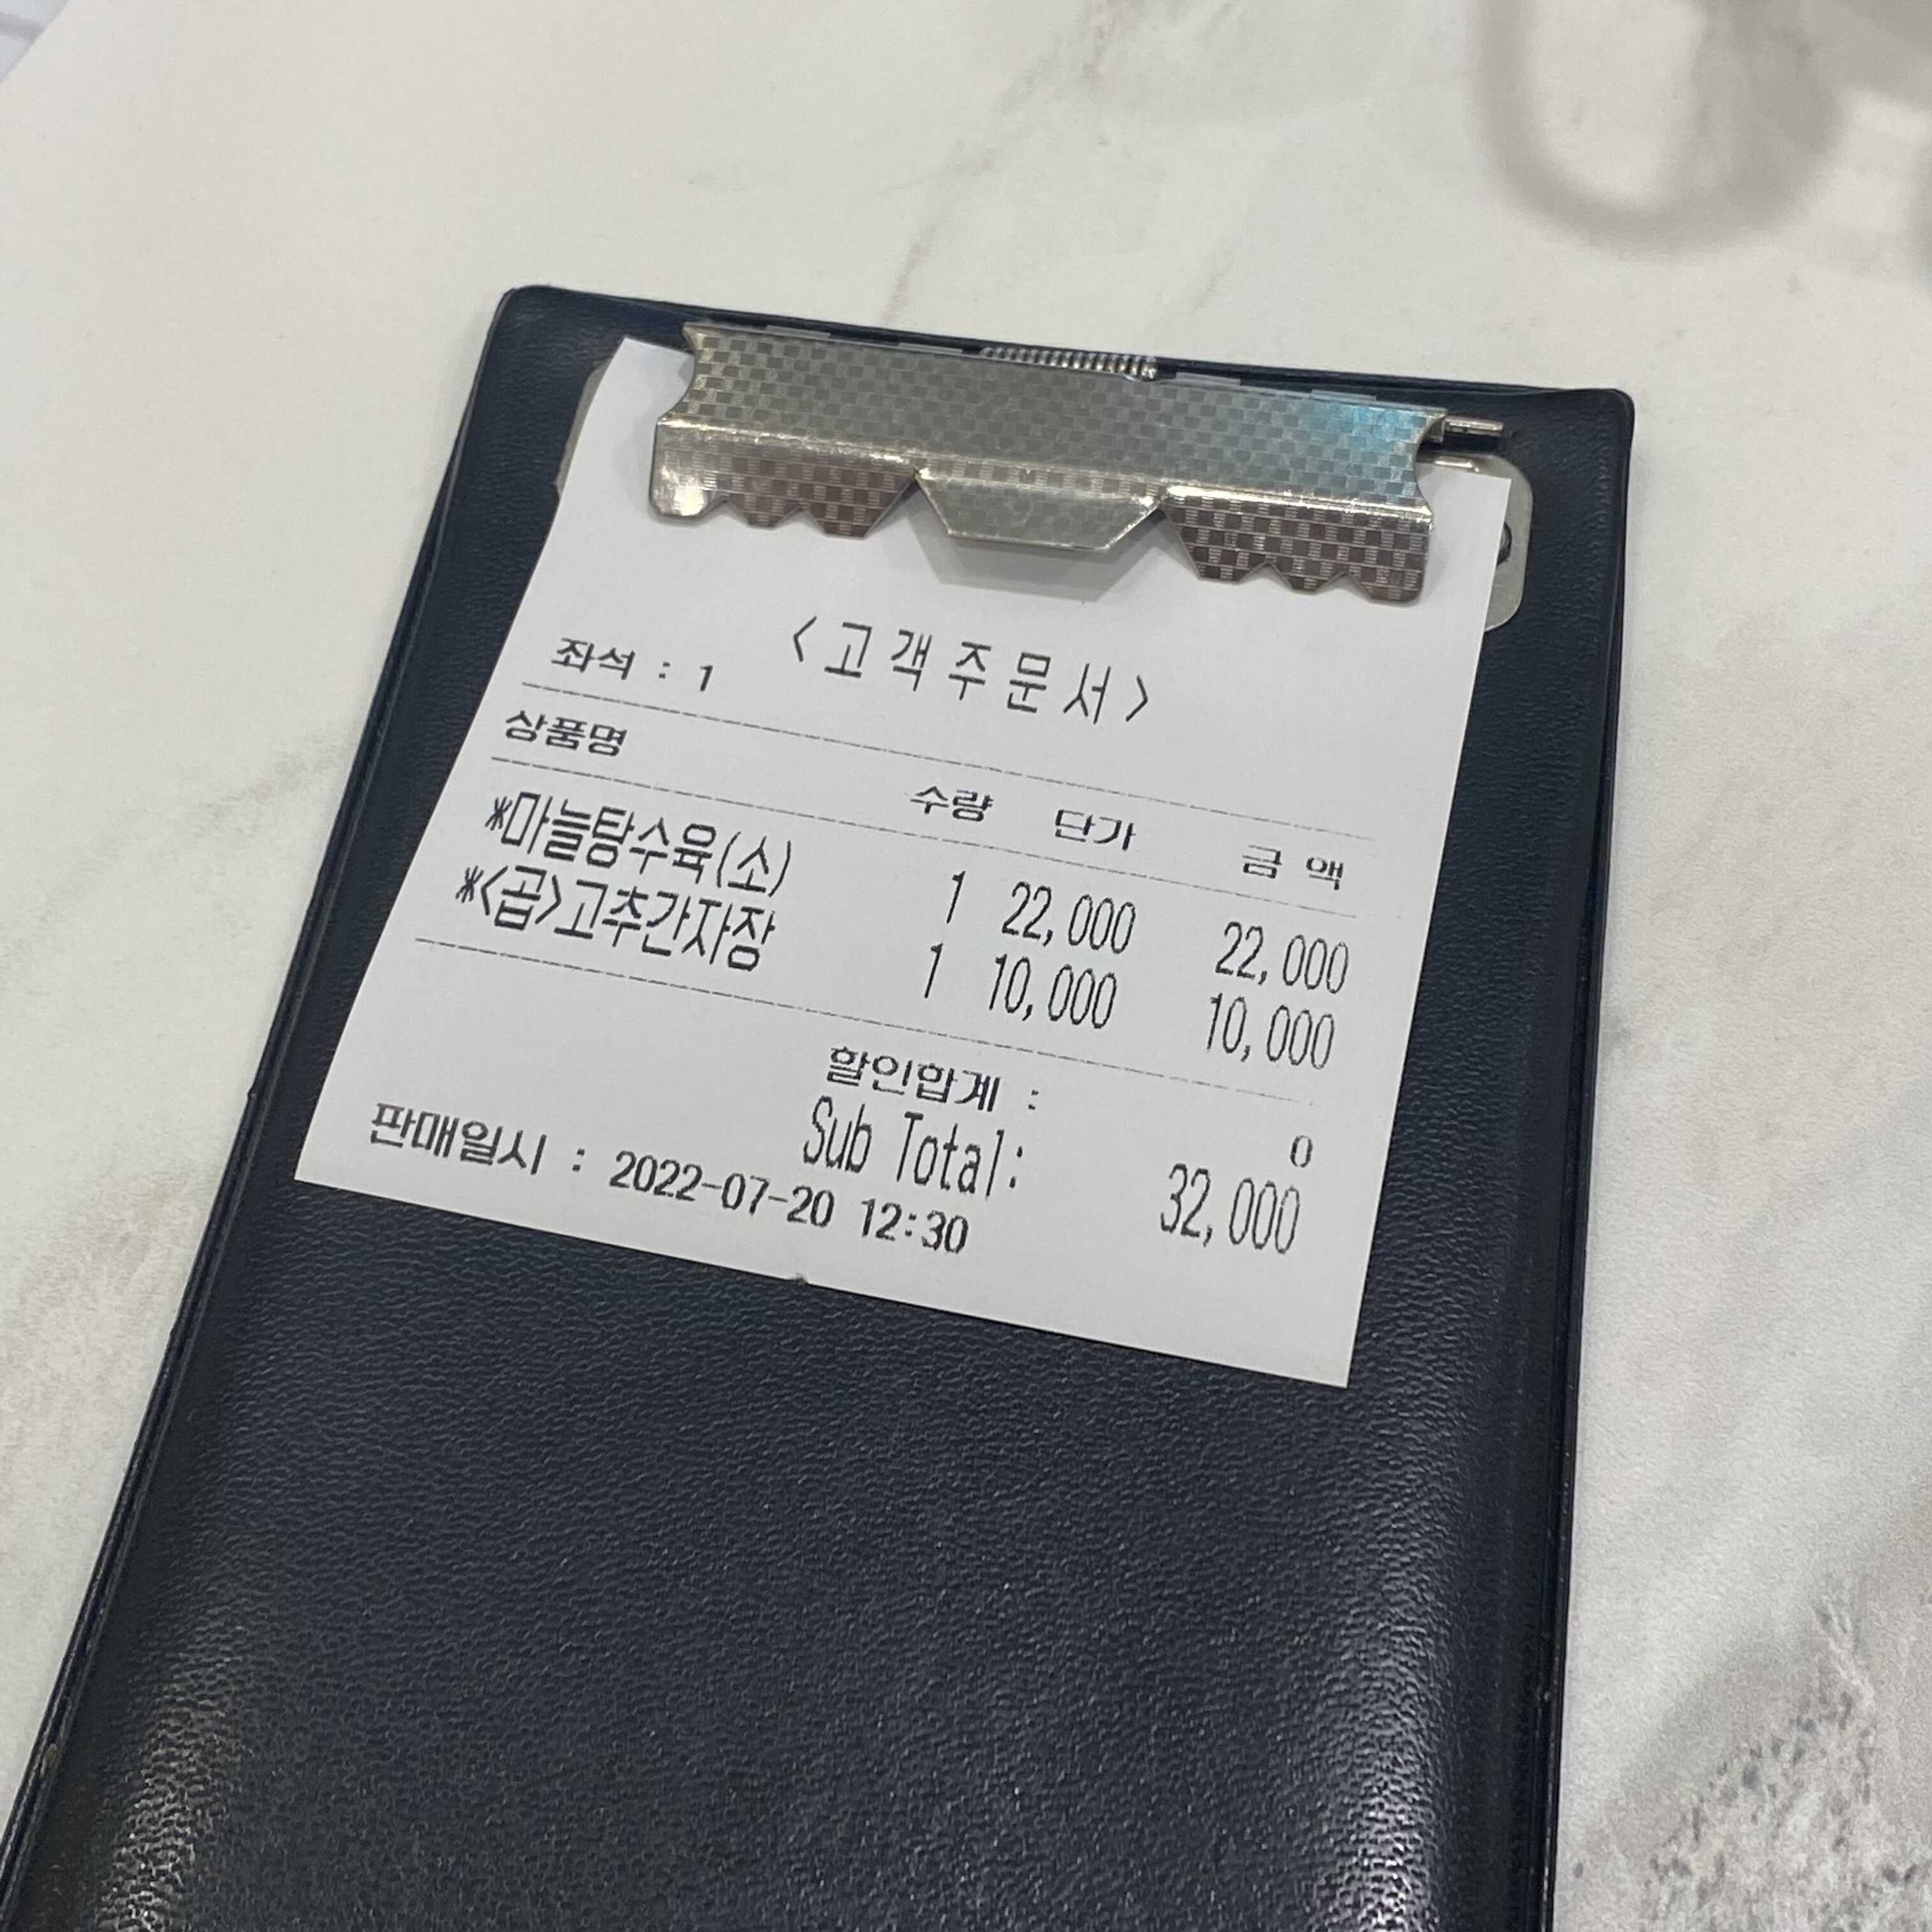 <고객주문서>
좌석 : 1
상품명 수량 단가 금 액
*마늘탕수육(소) 1 22,000 22,000
*<곱>고추간자장 1 10,000 10,000
할인합계 : 0
Sub Total: 32,000
판매일시 : 2022-07-20 12:30